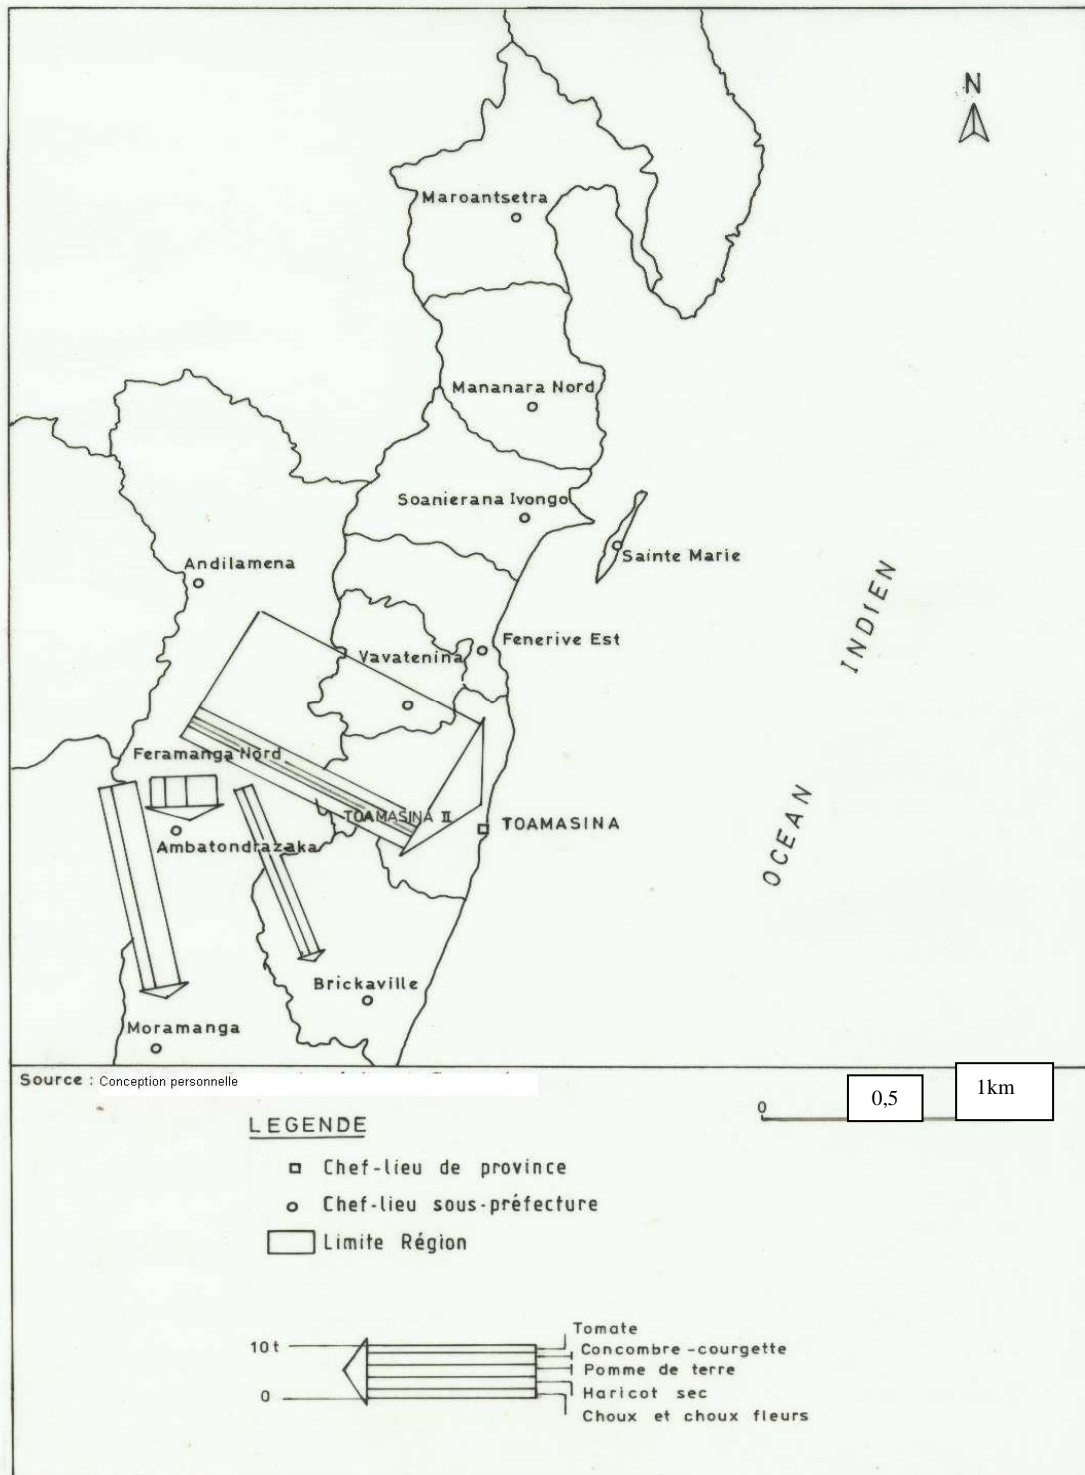 N
Maroantsetra
Mananara Nord
Soanierana Ivongo
Sainte Marie
Andilamena
INDIEN
Fenerive Est
Vavatenina
Feramanga Nord
OCEAN
TOAMASINA II
TOAMASINA
Ambatondrazaka
Brickaville
Moramanga
Source : Conception personnelle
0
0,5
1km
LEGENDE
Chef-lieu de province
Chef-lieu sous-préfecture
Limite Région
10 t
0
Tomate
Concombre -courgette
Pomme de terre
Haricot sec
Choux et choux fleurs